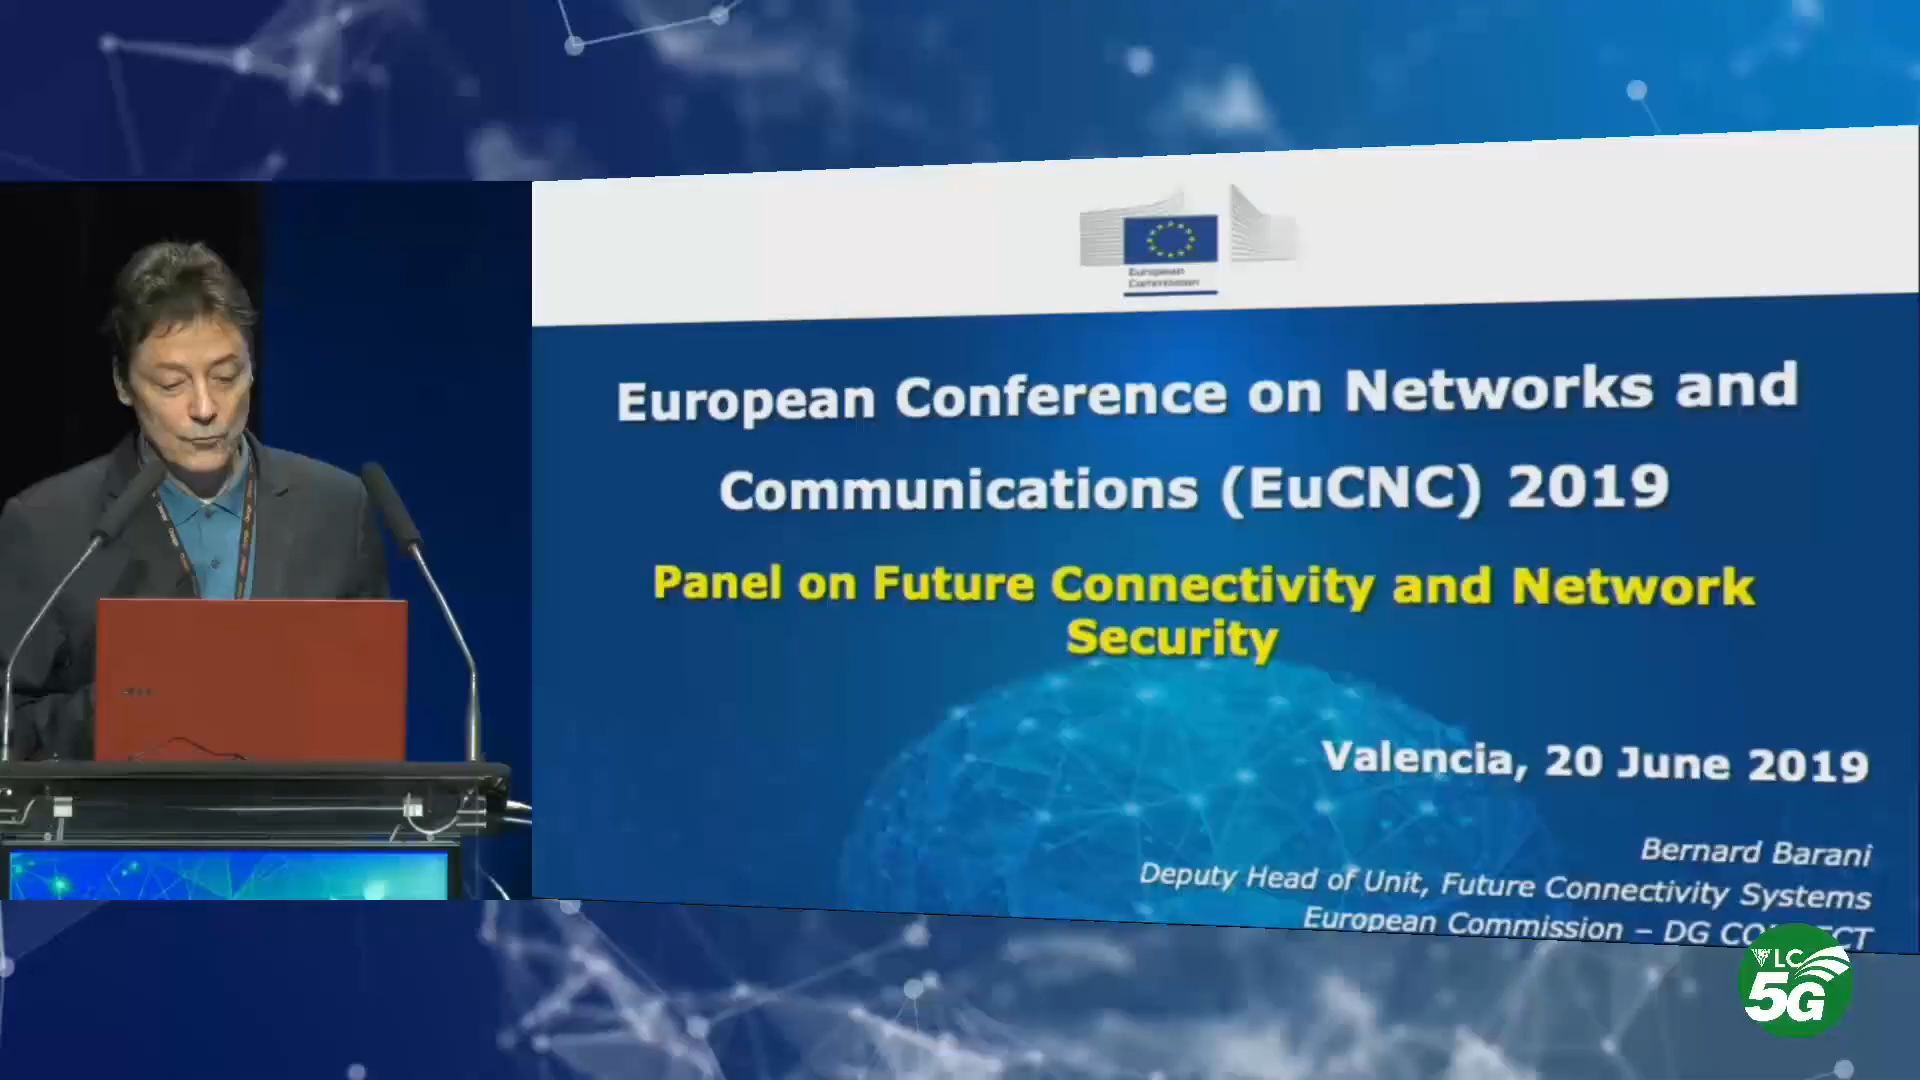 European
Commission
European Conference on Networks and
Communications (EuCNC) 2019
Panel on Future Connectivity and Network
Security
Valencia, 20 June 2019
Bernard Barani
Deputy Head of Unit, Future Connectivity Systems
European Commission – DG
VLC
5G